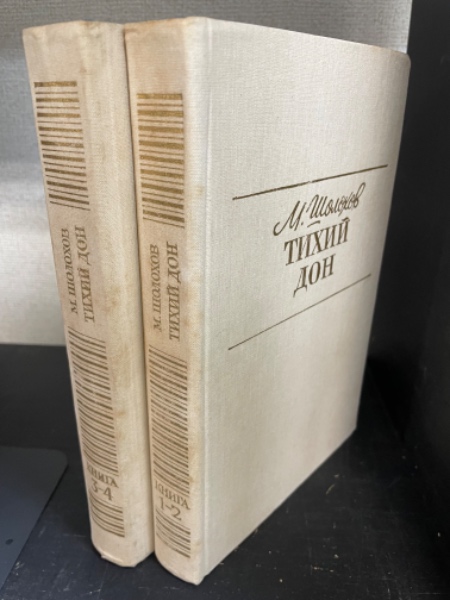 М. ШОЛОХОВ
ТИХИЙ ДОН
КНИГА
3-4
М. ШОЛОХОВ
ТИХИЙ ДОН
КНИГА
1-2
М. Шолохов
ТИХИЙ
ДОН